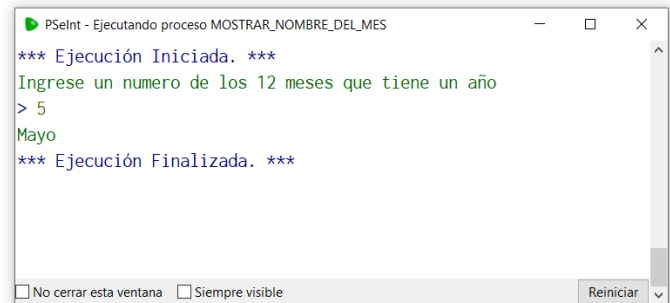 PSeInt - Ejecutando proceso MOSTRAR_NOMBRE_DEL_MES
*** Ejecución Iniciada. ***
Ingrese un numero de los 12 meses que tiene un año
> 5
Mayo
*** Ejecución Finalizada. ***
No cerrar esta ventana Siempre visible Reiniciar